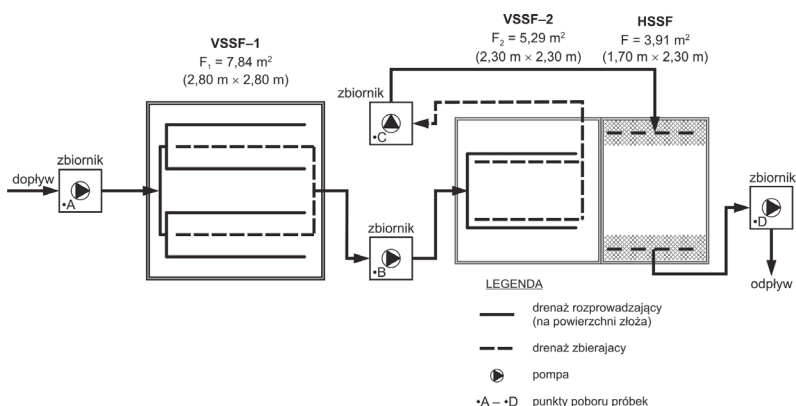 VSSF–1
F₁ = 7,84 m²
(2,80 m × 2,80 m)
VSSF–2
F₂ = 5,29 m²
(2,30 m × 2,30 m)
HSSF
F = 3,91 m²
(1,70 m × 2,30 m)
zbiornik
•C
dopływ
zbiornik
•A
zbiornik
•B
zbiornik
•D
odpływ
LEGENDA
drenaż rozprowadzający
(na powierzchni złoża)
drenaż zbierajacy
pompa
•A – •D punkty poboru próbek